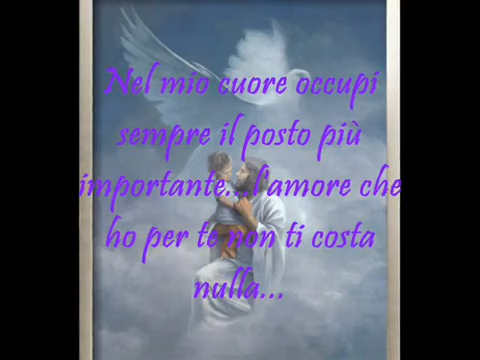 Nel mio cuore occupi
sempre il posto più
importante...l'amore che
ho per te non ti costa
nulla...